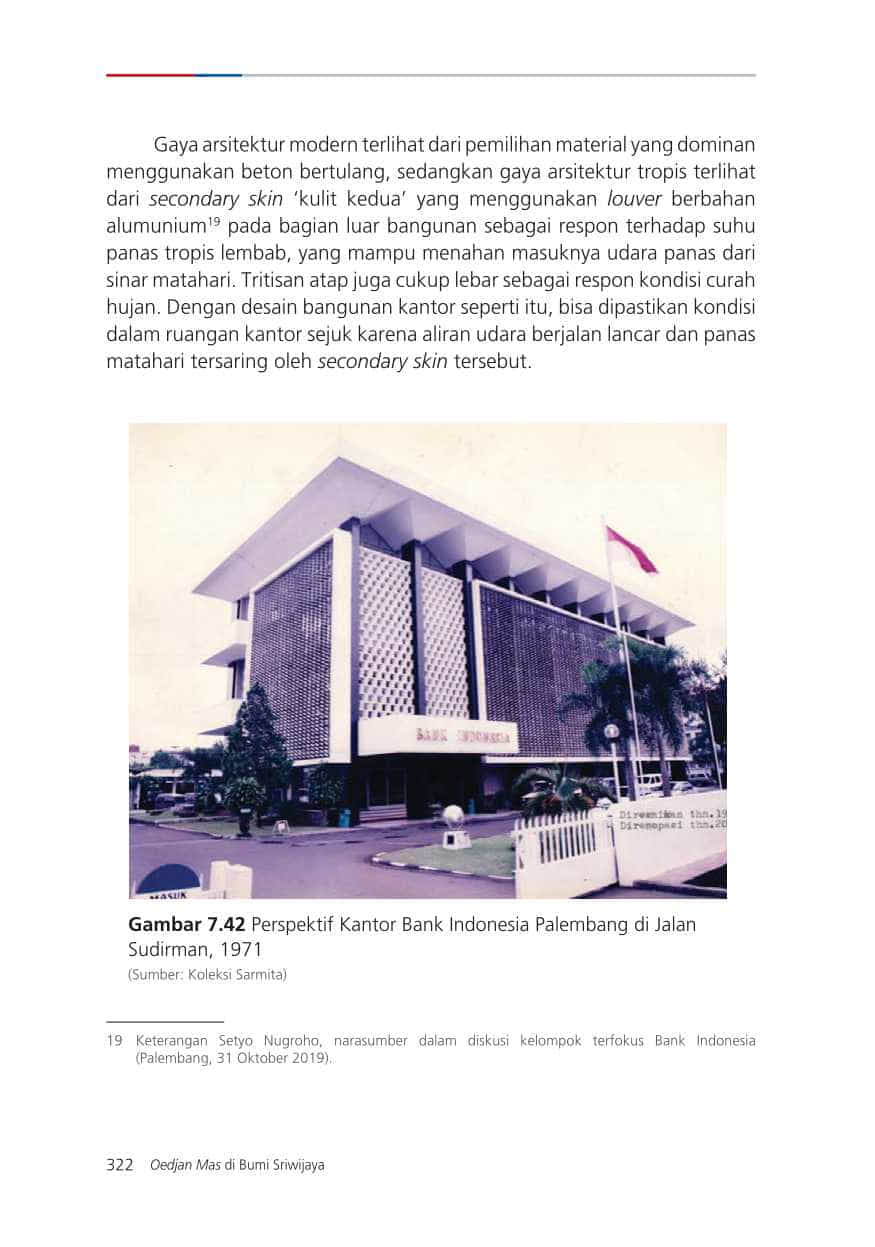 Gaya arsitektur modern terlihat dari pemilihan material yang dominan
menggunakan beton bertulang, sedangkan gaya arsitektur tropis terlihat
dari secondary skin ‘kulit kedua’ yang menggunakan louver berbahan
alumunium19 pada bagian luar bangunan sebagai respon terhadap suhu
panas tropis lembab, yang mampu menahan masuknya udara panas dari
sinar matahari. Tritisan atap juga cukup lebar sebagai respon kondisi curah
hujan. Dengan desain bangunan kantor seperti itu, bisa dipastikan kondisi
dalam ruangan kantor sejuk karena aliran udara berjalan lancar dan panas
matahari tersaring oleh secondary skin tersebut.
BANK INDONESIA
Diresmikan thn.19
Direnopasi thn.20
MASUK
Gambar 7.42 Perspektif Kantor Bank Indonesia Palembang di Jalan
Sudirman, 1971
(Sumber: Koleksi Sarmita)
19 Keterangan Setyo Nugroho, narasumber dalam diskusi kelompok terfokus Bank Indonesia
(Palembang, 31 Oktober 2019).
322 Oedjan Mas di Bumi Sriwijaya